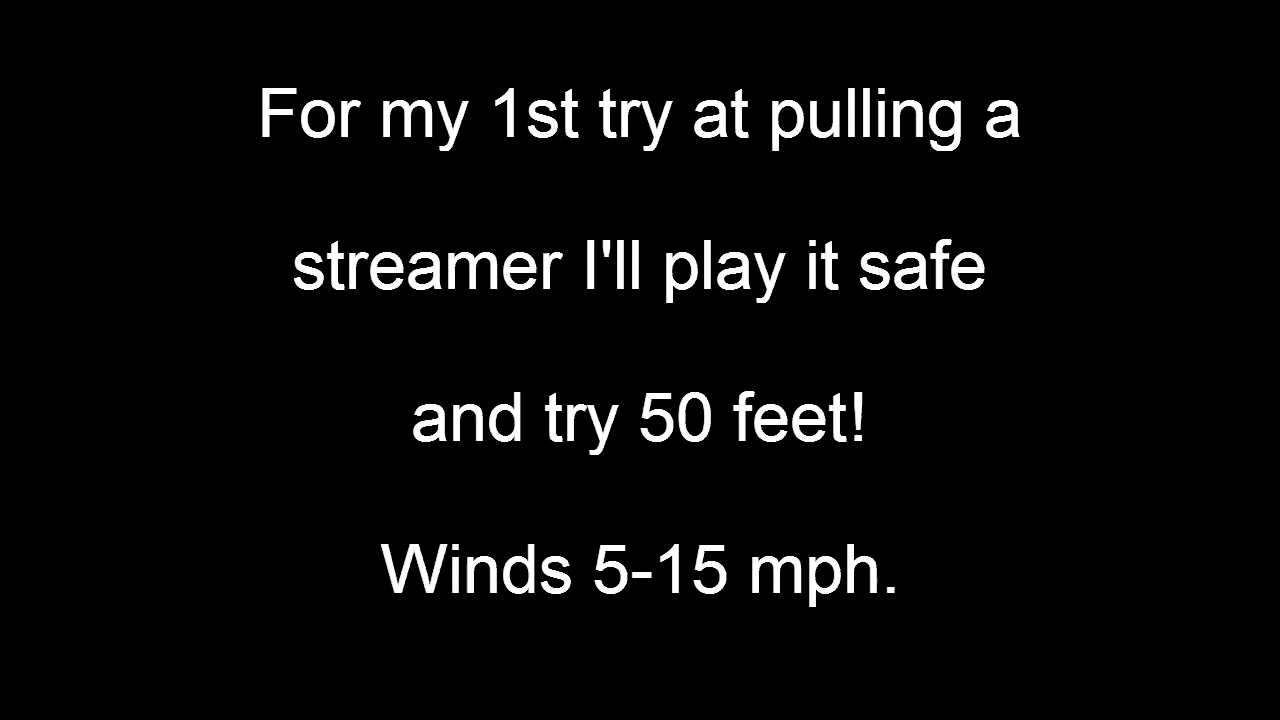 For my 1st try at pulling a
streamer I'll play it safe
and try 50 feet!
Winds 5-15 mph.